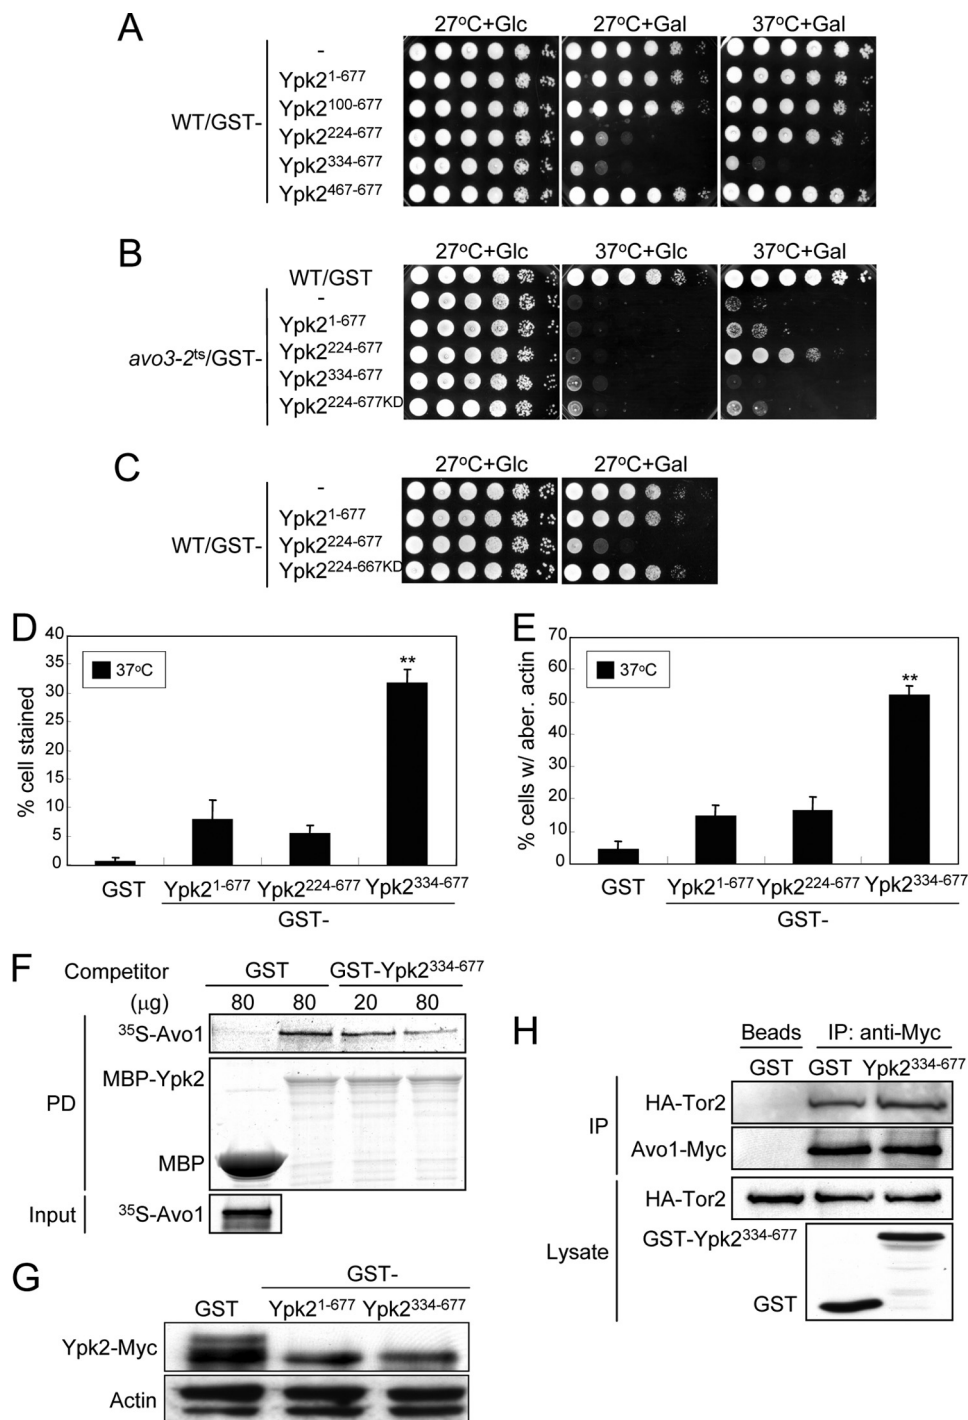 A
27°C+Glc 27°C+Gal 37°C+Gal
-
Ypk2¹⁻⁶⁷⁷
Ypk2¹⁰⁰⁻⁶⁷⁷
WT/GST-
Ypk2²²⁴⁻⁶⁷⁷
Ypk2³³⁴⁻⁶⁷⁷
Ypk2⁴⁶⁷⁻⁶⁷⁷
B
27°C+Glc 37°C+Glc 37°C+Gal
WT/GST
-
Ypk2¹⁻⁶⁷⁷
avo3-2ᵗˢ/GST-
Ypk2²²⁴⁻⁶⁷⁷
Ypk2³³⁴⁻⁶⁷⁷
Ypk2²²⁴⁻⁶⁷⁷ᴷᴰ
C
27°C+Glc 27°C+Gal
-
Ypk2¹⁻⁶⁷⁷
WT/GST-
Ypk2²²⁴⁻⁶⁷⁷
Ypk2²²⁴⁻⁶⁶⁷ᴷᴰ
D
% cell stained
40
35
30
25
20
15
10
5
0
37°C
**
GST Ypk2¹⁻⁶⁷⁷ Ypk2²²⁴⁻⁶⁷⁷ Ypk2³³⁴⁻⁶⁷⁷
GST-
E
% cells w/ aber. actin
70
60
50
40
30
20
10
0
37°C
**
GST Ypk2¹⁻⁶⁷⁷ Ypk2²²⁴⁻⁶⁷⁷ Ypk2³³⁴⁻⁶⁷⁷
GST-
F
Competitor GST GST-Ypk2³³⁴⁻⁶⁷⁷
(µg) 80 80 20 80
³⁵S-Avo1
MBP-Ypk2
PD
MBP
Input ³⁵S-Avo1
G
GST-
GST Ypk2¹⁻⁶⁷⁷ Ypk2³³⁴⁻⁶⁷⁷
Ypk2-Myc
Actin
H
Beads IP: anti-Myc
GST GST Ypk2³³⁴⁻⁶⁷⁷
HA-Tor2
IP
Avo1-Myc
HA-Tor2
GST-Ypk2³³⁴⁻⁶⁷⁷
Lysate
GST